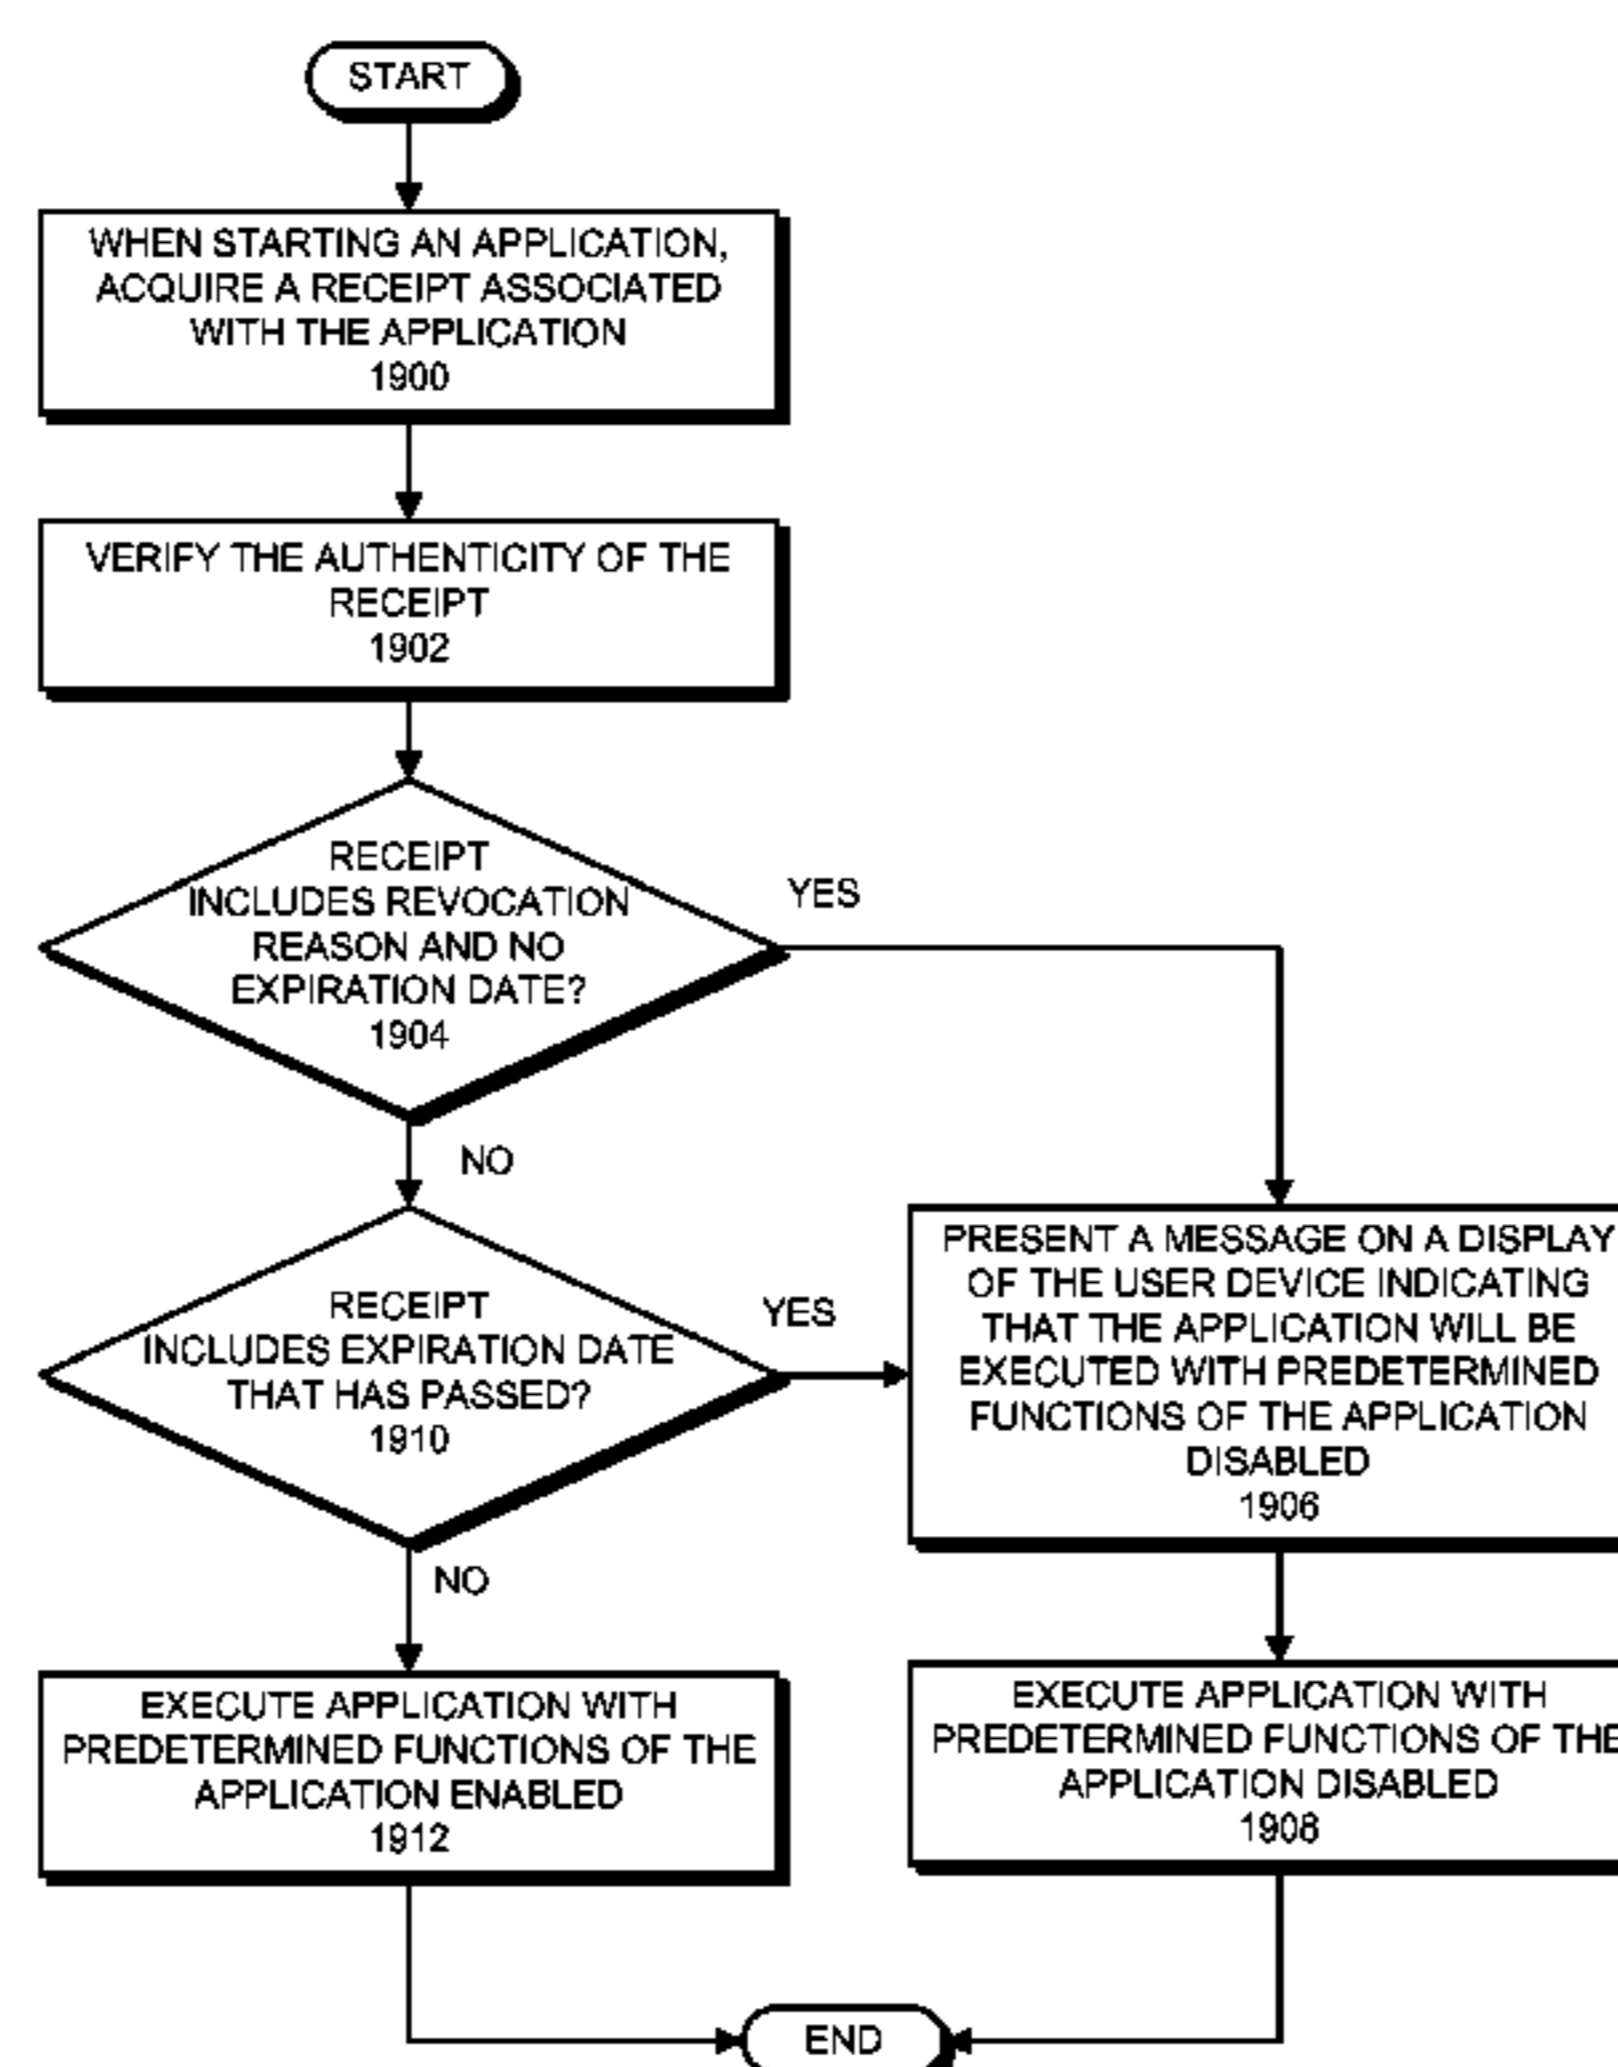 START
WHEN STARTING AN APPLICATION,
ACQUIRE A RECEIPT ASSOCIATED
WITH THE APPLICATION
1900
VERIFY THE AUTHENTICITY OF THE
RECEIPT
1902
RECEIPT
INCLUDES REVOCATION
REASON AND NO
EXPIRATION DATE?
1904
YES
NO
RECEIPT
INCLUDES EXPIRATION DATE
THAT HAS PASSED?
1910
YES
PRESENT A MESSAGE ON A DISPLAY
OF THE USER DEVICE INDICATING
THAT THE APPLICATION WILL BE
EXECUTED WITH PREDETERMINED
FUNCTIONS OF THE APPLICATION
DISABLED
1906
NO
EXECUTE APPLICATION WITH
PREDETERMINED FUNCTIONS OF THE
APPLICATION ENABLED
1912
EXECUTE APPLICATION WITH
PREDETERMINED FUNCTIONS OF THE
APPLICATION DISABLED
1908
END